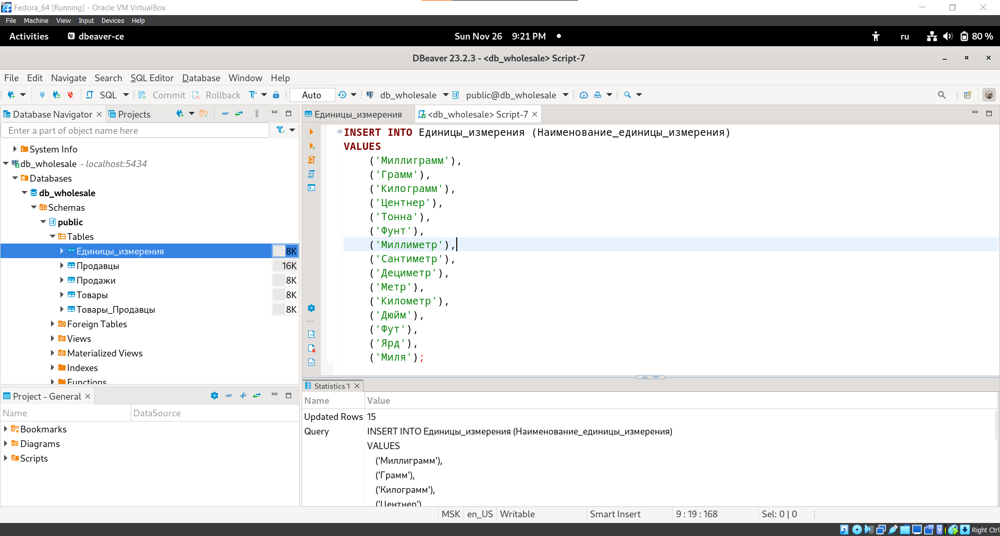 Fedora_64 [Running] - Oracle VM VirtualBox
File Machine View Input Devices Help
Activities dbeaver-ce Sun Nov 26 9:21 PM ru 80 %
DBeaver 23.2.3 - <db_wholesale> Script-7
File Edit Navigate Search SQL Editor Database Window Help
SQL Commit Rollback Auto db_wholesale public@db_wholesale
Database Navigator Projects
Enter a part of object name here
System Info
db_wholesale - localhost:5434
Databases
db_wholesale
Schemas
public
Tables
Единицы_измерения 8K
Продавцы 16K
Продажи 8K
Товары 8K
Товары_Продавцы 8K
Foreign Tables
Views
Materialized Views
Indexes
Functions
Project - General
Name DataSource
Bookmarks
Diagrams
Scripts
Единицы_измерения <db_wholesale> Script-7
INSERT INTO Единицы_измерения (Наименование_единицы_измерения)
VALUES
('Миллиграмм'),
('Грамм'),
('Килограмм'),
('Центнер'),
('Тонна'),
('Фунт'),
('Миллиметр'),
('Сантиметр'),
('Дециметр'),
('Метр'),
('Километр'),
('Дюйм'),
('Фут'),
('Ярд'),
('Миля');
Statistics 1
Name Value
Updated Rows 15
Query INSERT INTO Единицы_измерения (Наименование_единицы_измерения)
VALUES
('Миллиграмм'),
('Грамм'),
('Килограмм'),
('Центнер'),
MSK en_US Writable Smart Insert 9 : 19 : 168 Sel: 0 | 0
Right Ctrl